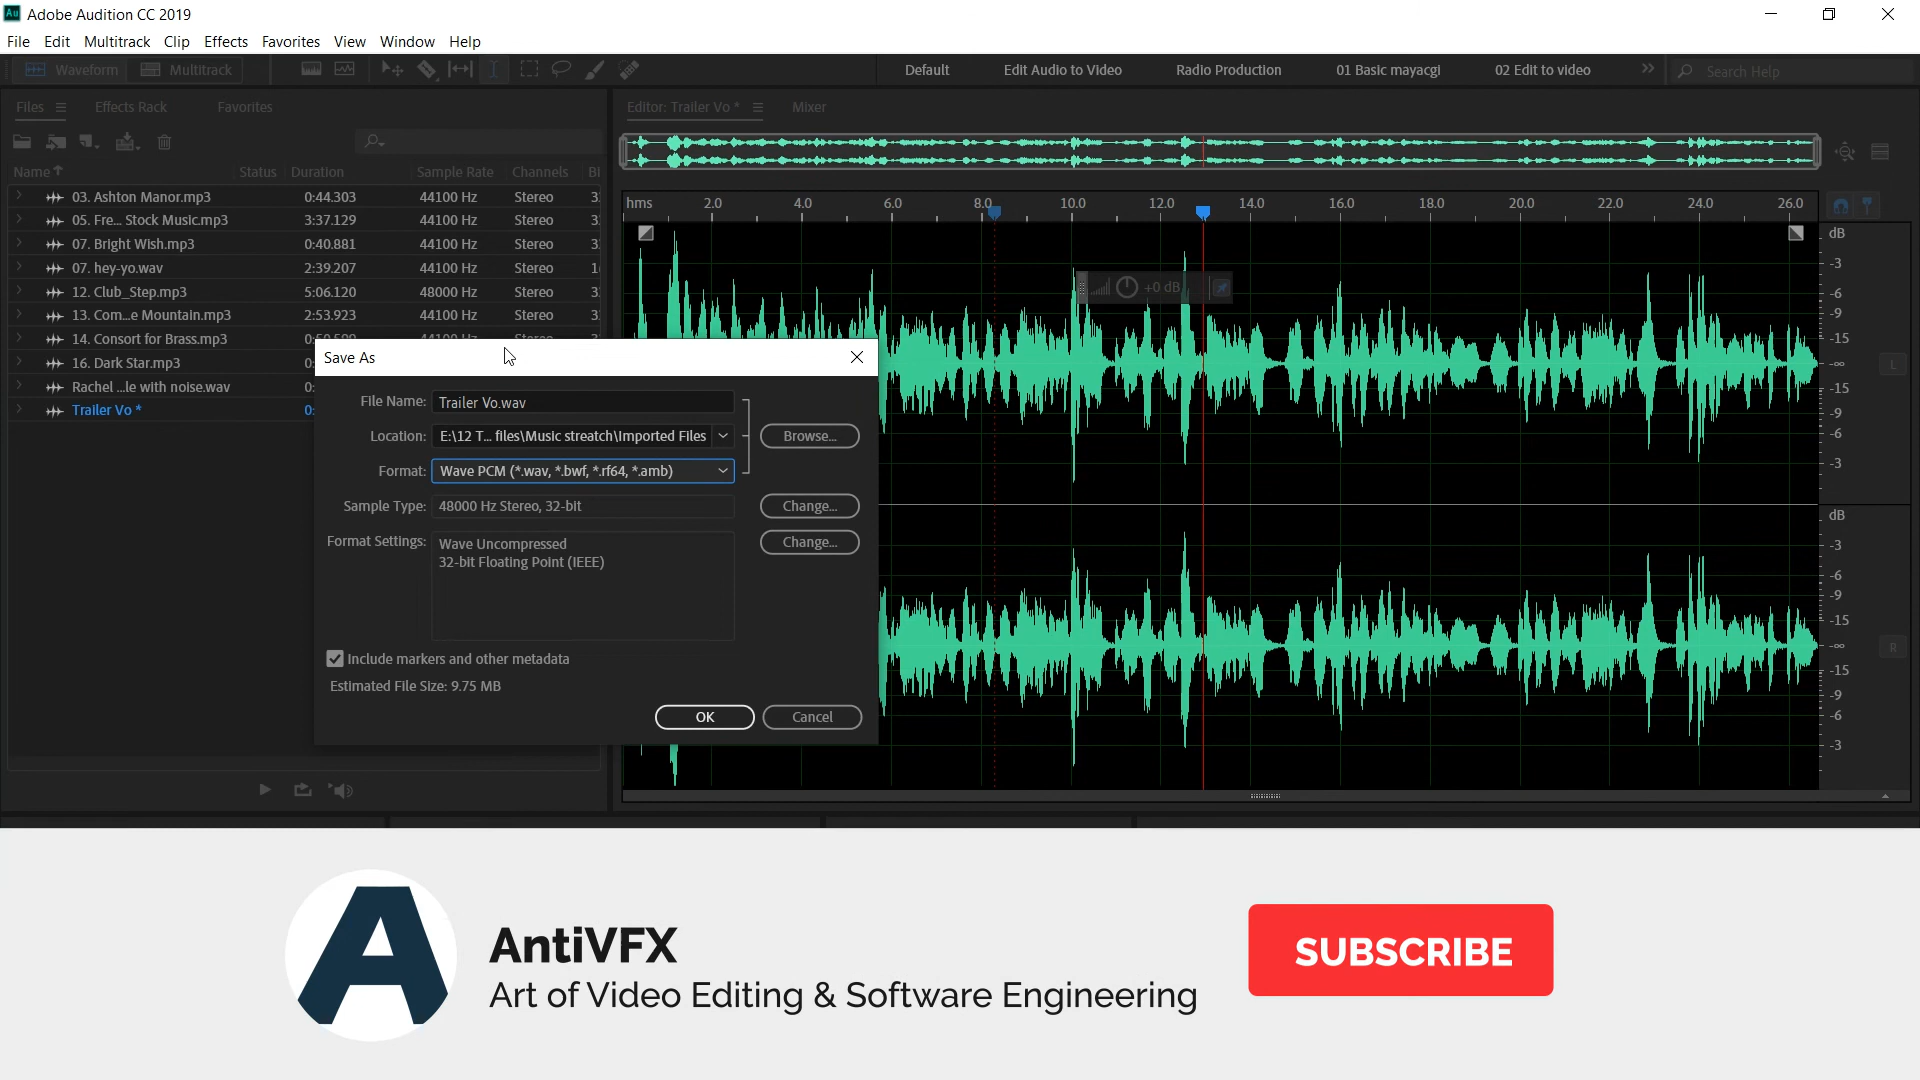 Au Adobe Audition CC 2019
File Edit Multitrack Clip Effects Favorites View Window Help
Waveform Multitrack Default Edit Audio to Video Radio Production 01 Basic mayacgi 02 Edit to video >> Search Help
Files Effects Rack Favorites Editor: Trailer Vo * Mixer
Name Status Duration Sample Rate Channels Bi
03. Ashton Manor.mp3 0:44.303 44100 Hz Stereo 3
05. Fre... Stock Music.mp3 3:37.129 44100 Hz Stereo 3
07. Bright Wish.mp3 0:40.881 44100 Hz Stereo 3
07. hey-yo.wav 2:39.207 44100 Hz Stereo 1
12. Club_Step.mp3 5:06.120 48000 Hz Stereo 3
13. Com...e Mountain.mp3 2:53.923 44100 Hz Stereo 3
14. Consort for Brass.mp3 0:
16. Dark Star.mp3 0:
Rachel ...le with noise.wav 0:
Trailer Vo * 0:
hms 2.0 4.0 6.0 8.0 10.0 12.0 14.0 16.0 18.0 20.0 22.0 24.0 26.0
+0 dB
dB
-3
-6
-9
-15
-∞
-15
-9
-6
-3
L
dB
-3
-6
-9
-15
-∞
-15
-9
-6
-3
R
Save As
File Name: Trailer Vo.wav
Location: E:\12 T... files\Music streatch\Imported Files Browse...
Format: Wave PCM (*.wav, *.bwf, *.rf64, *.amb)
Sample Type: 48000 Hz Stereo, 32-bit Change...
Format Settings: Wave Uncompressed Change...
32-bit Floating Point (IEEE)
Include markers and other metadata
Estimated File Size: 9.75 MB
OK Cancel
A
AntiVFX
Art of Video Editing & Software Engineering
SUBSCRIBE